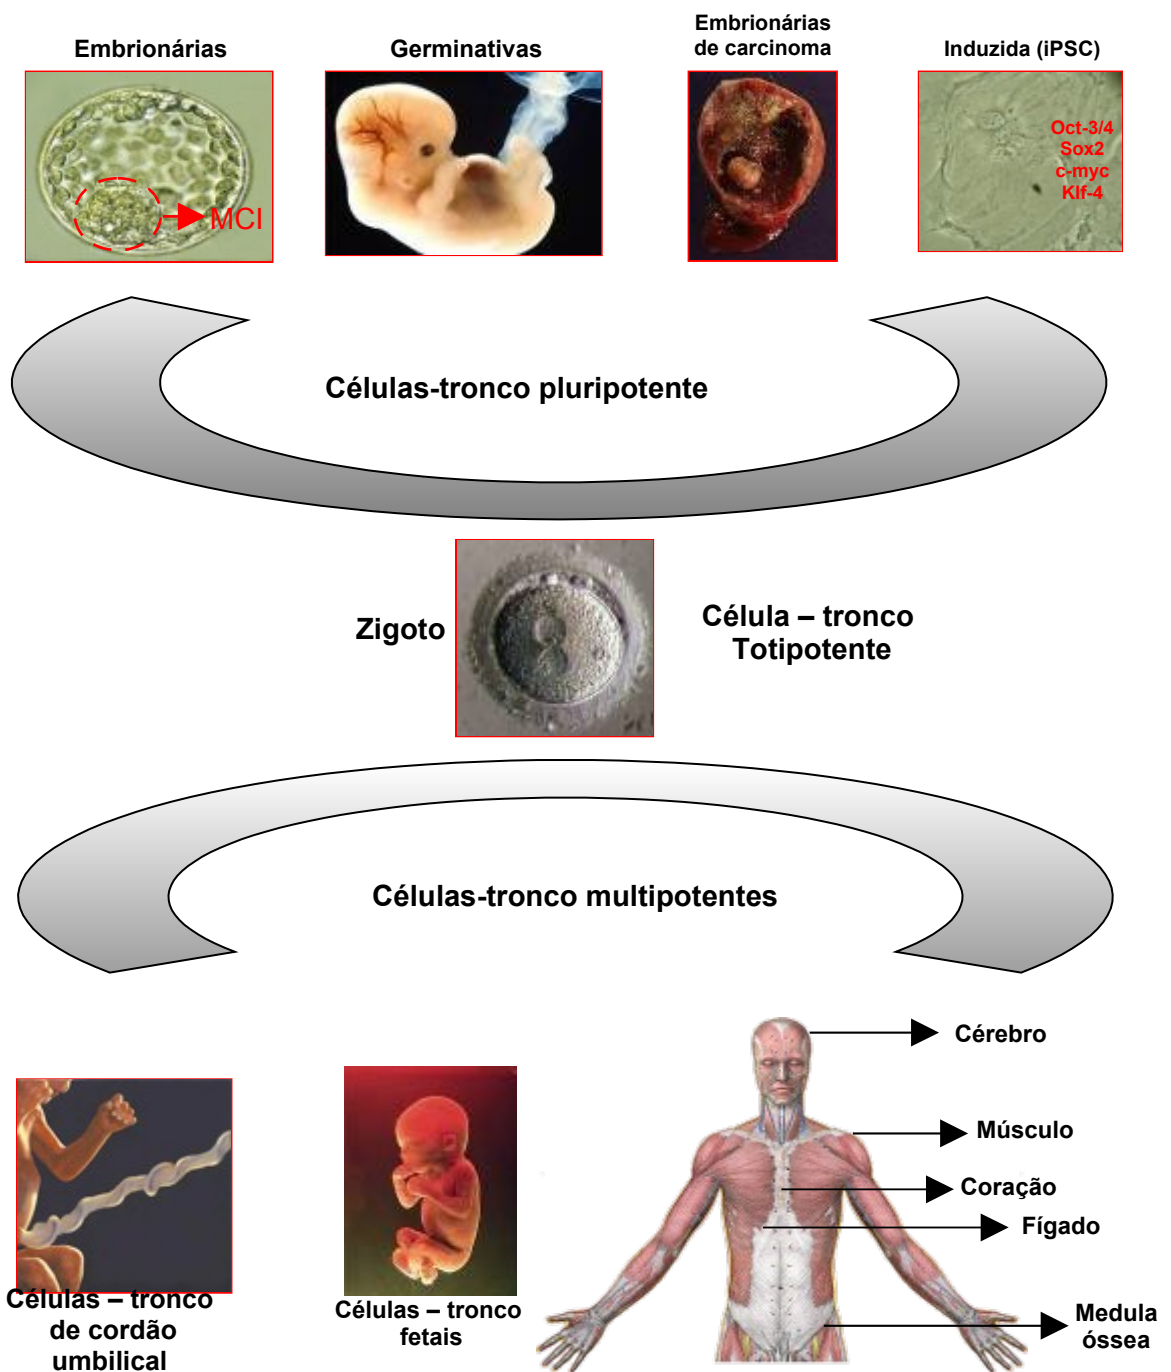 Embrionárias
Germinativas
Embrionárias
de carcinoma
Induzida (iPSC)
MCI
Oct-3/4
Sox2
c-myc
Klf-4
Células-tronco pluripotente
Zigoto
Célula – tronco
Totipotente
Células-tronco multipotentes
Cérebro
Músculo
Coração
Fígado
Medula
óssea
Células – tronco
de cordão
umbilical
Células – tronco
fetais